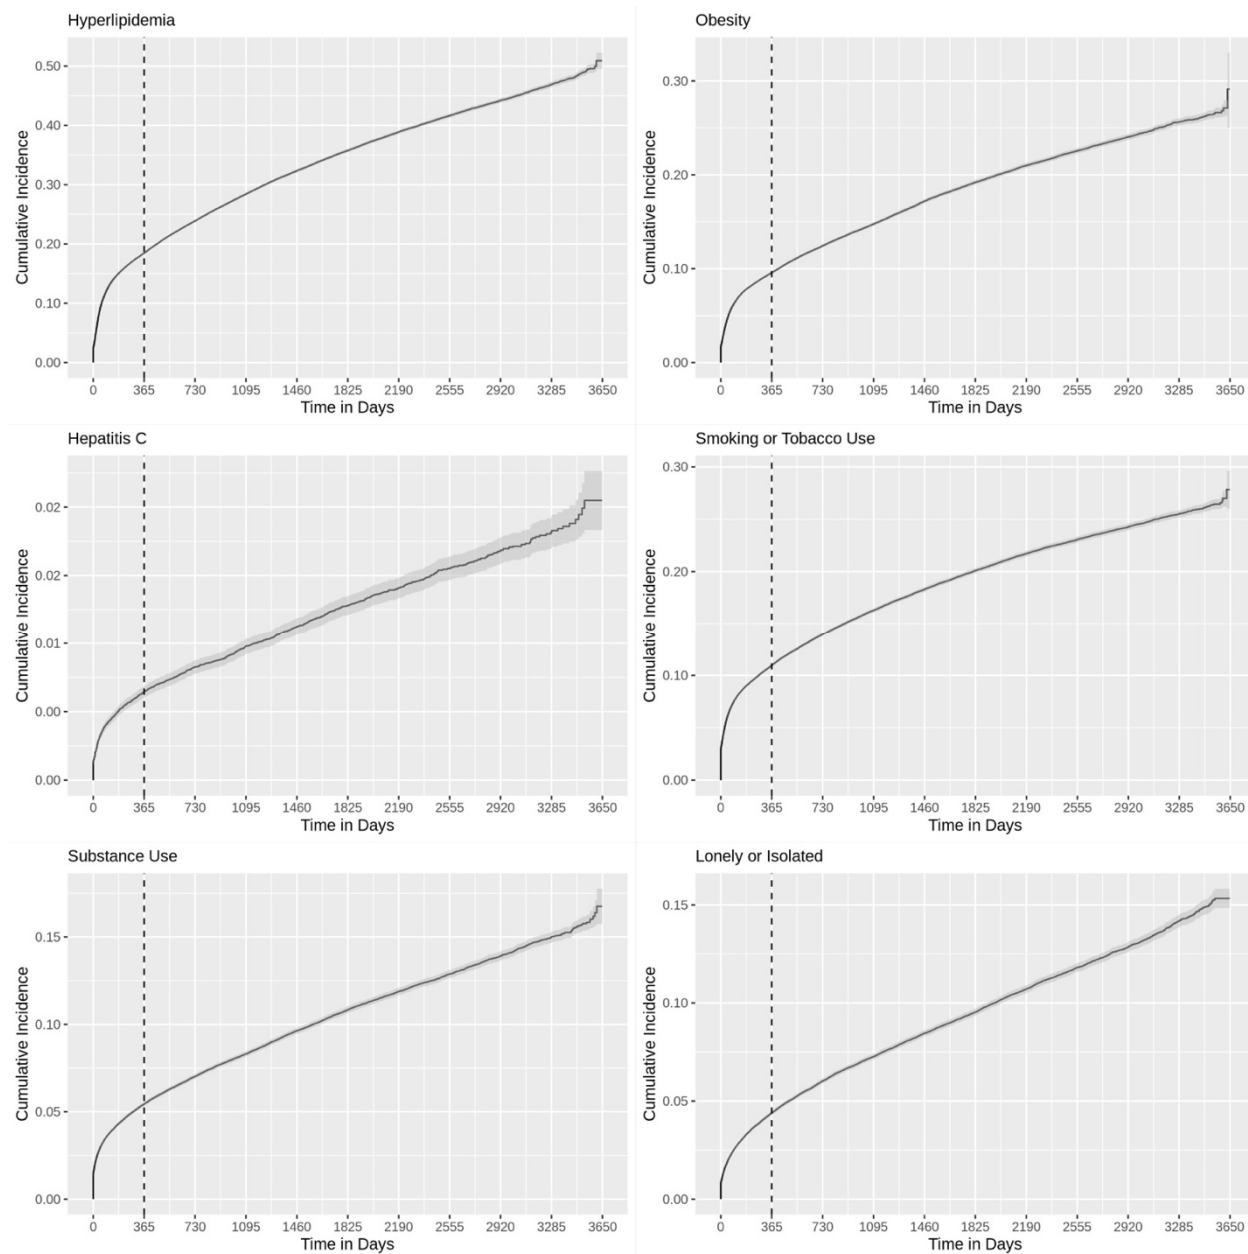 Hyperlipidemia
Cumulative Incidence
0.50
0.40
0.30
0.20
0.10
0.00
0 365 730 1095 1460 1825 2190 2555 2920 3285 3650
Time in Days
Obesity
Cumulative Incidence
0.30
0.20
0.10
0.00
0 365 730 1095 1460 1825 2190 2555 2920 3285 3650
Time in Days
Hepatitis C
Cumulative Incidence
0.02
0.02
0.01
0.00
0.00
0 365 730 1095 1460 1825 2190 2555 2920 3285 3650
Time in Days
Smoking or Tobacco Use
Cumulative Incidence
0.30
0.20
0.10
0.00
0 365 730 1095 1460 1825 2190 2555 2920 3285 3650
Time in Days
Substance Use
Cumulative Incidence
0.15
0.10
0.05
0.00
0 365 730 1095 1460 1825 2190 2555 2920 3285 3650
Time in Days
Lonely or Isolated
Cumulative Incidence
0.15
0.10
0.05
0.00
0 365 730 1095 1460 1825 2190 2555 2920 3285 3650
Time in Days